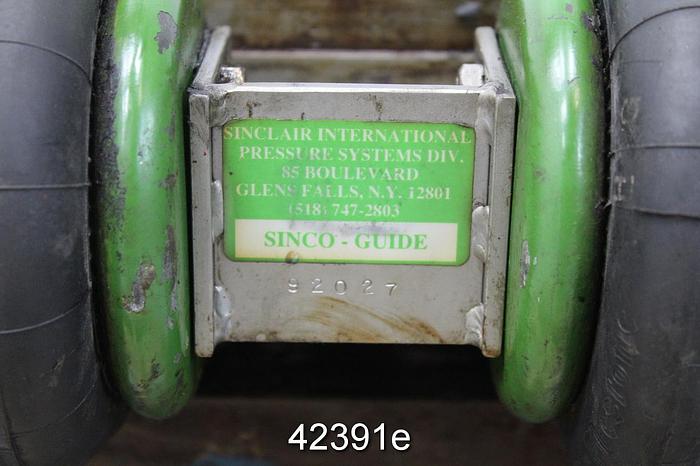 SINCLAIR INTERNATIONAL
PRESSURE SYSTEMS DIV.
85 BOULEVARD
GLENS FALLS, N.Y. 12801
(518) 747-2803
SINCO - GUIDE
92027
42391e